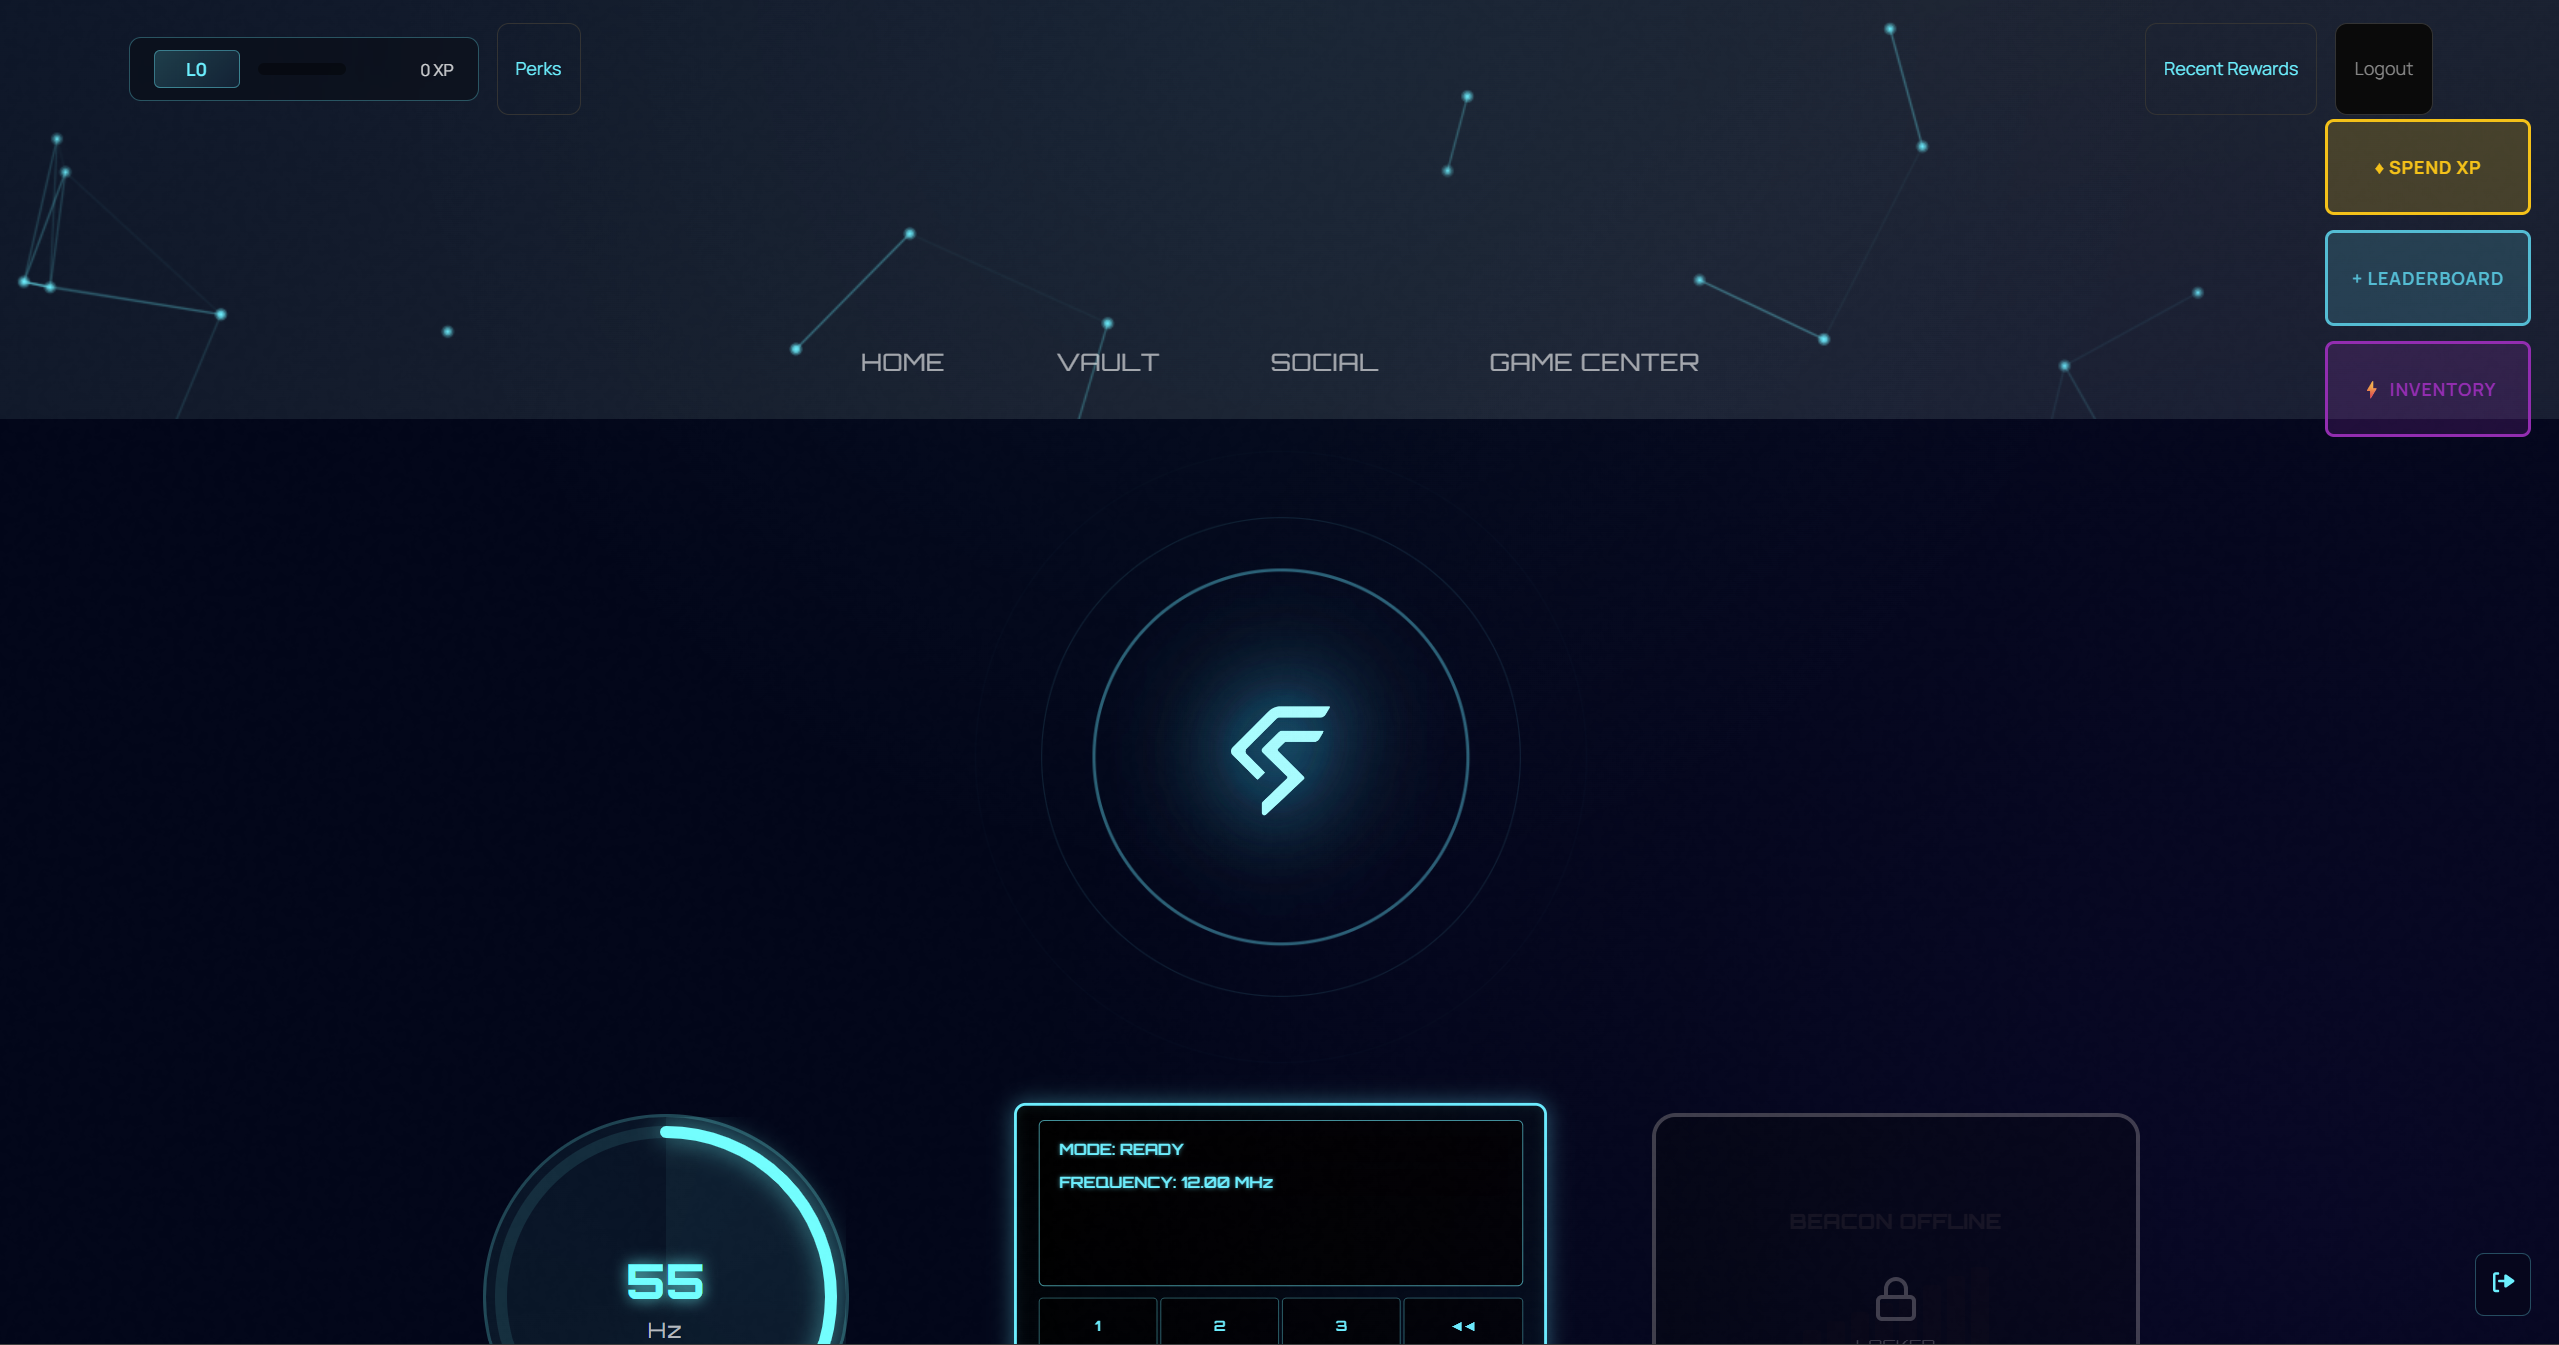 L0
0 XP
Perks
Recent Rewards
Logout
♦ SPEND XP
+ LEADERBOARD
INVENTORY
HOME
VAULT
SOCIAL
GAME CENTER
MODE: READY
FREQUENCY: 12.00 MHz
55
Hz
1
2
3
◄◄
BEACON OFFLINE
LOCKED